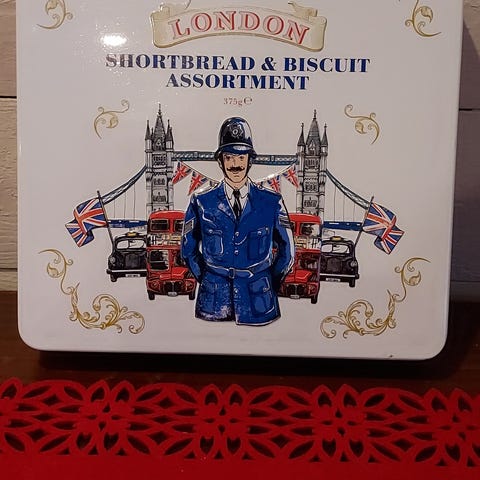 LONDON
SHORTBREAD & BISCUIT
ASSORTMENT
375g℮